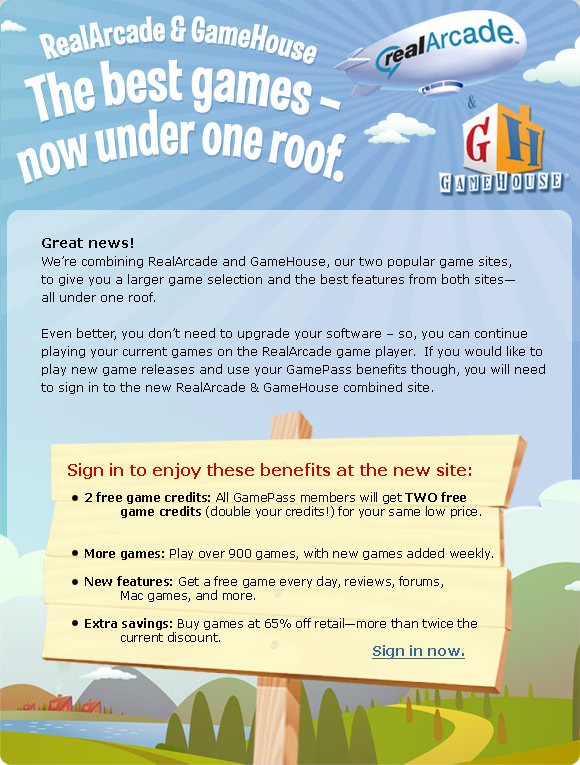 RealArcade & GameHouse
The best games –
now under one roof.
realArcade™
&
GH
GAMEHOUSE®
Great news!
We’re combining RealArcade and GameHouse, our two popular game sites,
to give you a larger game selection and the best features from both sites—
all under one roof.
Even better, you don’t need to upgrade your software – so, you can continue
playing your current games on the RealArcade game player.  If you would like to
play new game releases and use your GamePass benefits though, you will need
to sign in to the new RealArcade & GameHouse combined site.
Sign in to enjoy these benefits at the new site:
• 2 free game credits: All GamePass members will get TWO free
game credits (double your credits!) for your same low price.
• More games: Play over 900 games, with new games added weekly.
• New features: Get a free game every day, reviews, forums,
Mac games, and more.
• Extra savings: Buy games at 65% off retail—more than twice the
current discount.
Sign in now.